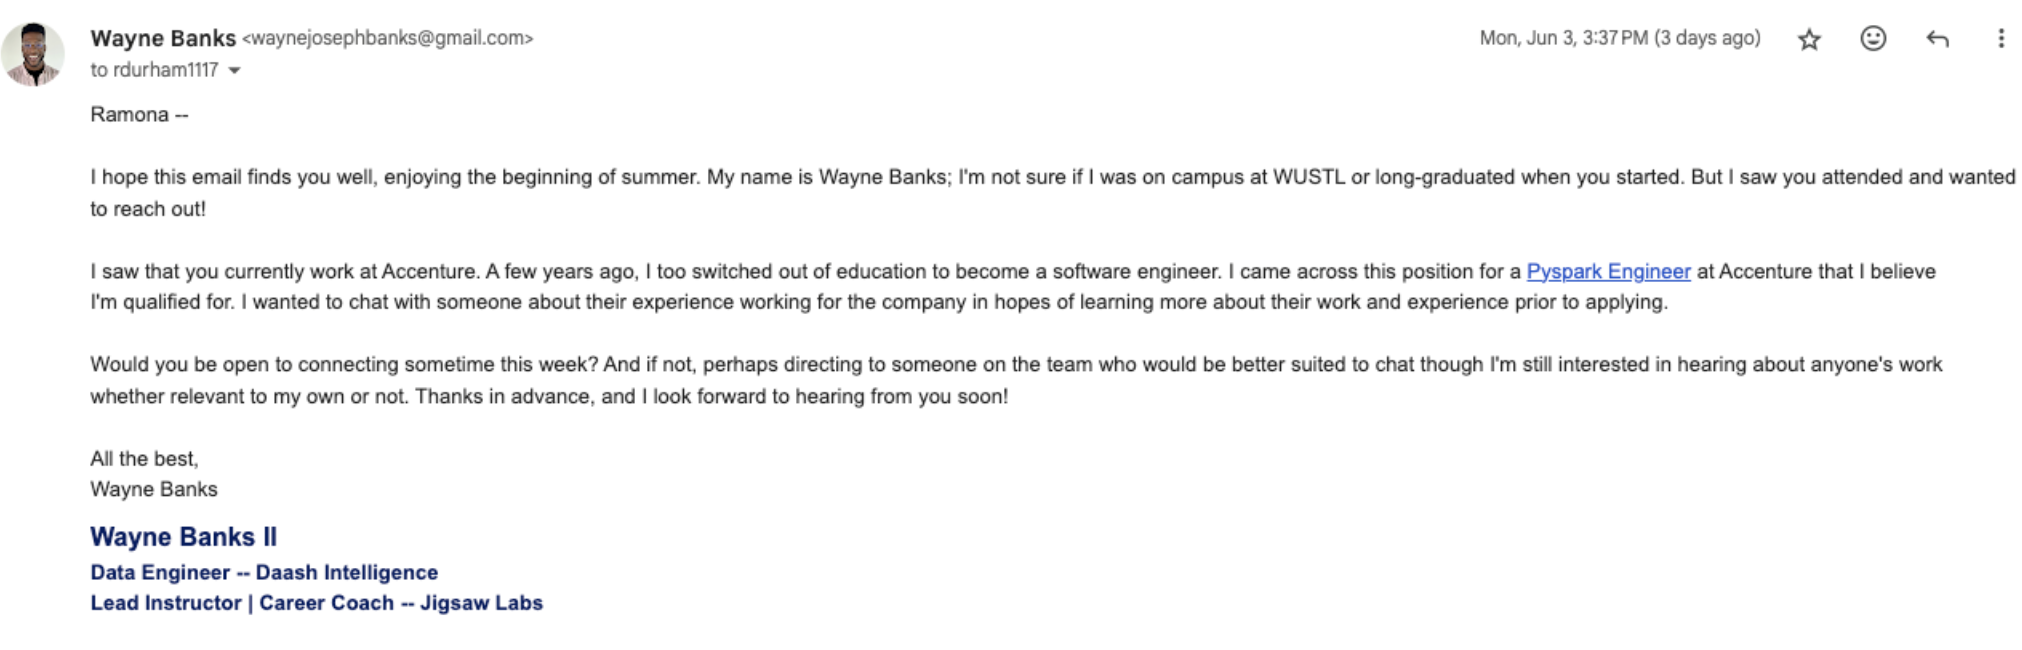 Wayne Banks <waynejosephbanks@gmail.com>
Mon, Jun 3, 3:37 PM (3 days ago)
to rdurham1117
Ramona --
I hope this email finds you well, enjoying the beginning of summer. My name is Wayne Banks; I'm not sure if I was on campus at WUSTL or long-graduated when you started. But I saw you attended and wanted
to reach out!
I saw that you currently work at Accenture. A few years ago, I too switched out of education to become a software engineer. I came across this position for a Pyspark Engineer at Accenture that I believe
I'm qualified for. I wanted to chat with someone about their experience working for the company in hopes of learning more about their work and experience prior to applying.
Would you be open to connecting sometime this week? And if not, perhaps directing to someone on the team who would be better suited to chat though I'm still interested in hearing about anyone's work
whether relevant to my own or not. Thanks in advance, and I look forward to hearing from you soon!
All the best,
Wayne Banks
Wayne Banks II
Data Engineer -- Daash Intelligence
Lead Instructor | Career Coach -- Jigsaw Labs